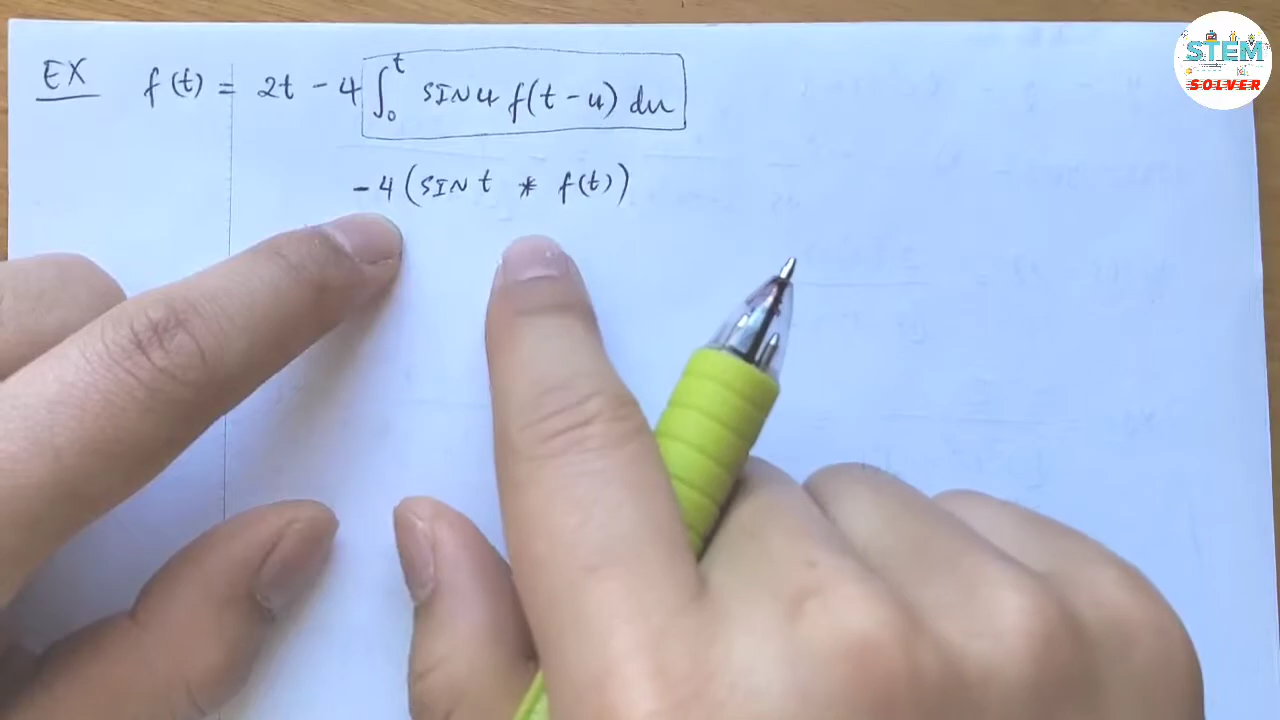 EX f(t) = 2t - 4 ∫₀ᵗ SIN u f(t - u) du
-4 (SIN t * f(t))
STEM
SOLVER